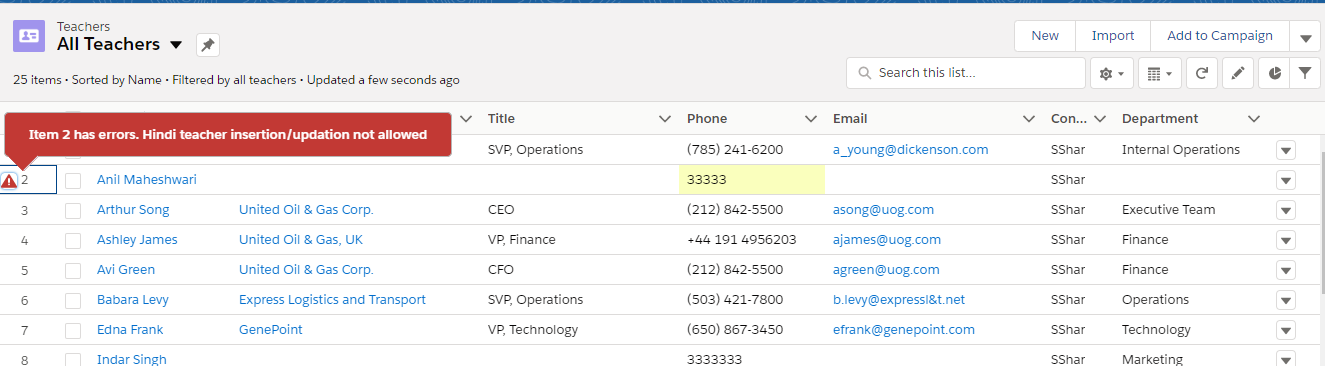 Teachers
All Teachers
New Import Add to Campaign
25 items • Sorted by Name • Filtered by all teachers • Updated a few seconds ago
Search this list...
Item 2 has errors. Hindi teacher insertion/updation not allowed
Title Phone Email Con... Department
SVP, Operations (785) 241-6200 a_young@dickenson.com SShar Internal Operations
2 Anil Maheshwari 33333 SShar
3 Arthur Song United Oil & Gas Corp. CEO (212) 842-5500 asong@uog.com SShar Executive Team
4 Ashley James United Oil & Gas, UK VP, Finance +44 191 4956203 ajames@uog.com SShar Finance
5 Avi Green United Oil & Gas Corp. CFO (212) 842-5500 agreen@uog.com SShar Finance
6 Babara Levy Express Logistics and Transport SVP, Operations (503) 421-7800 b.levy@expressl&t.net SShar Operations
7 Edna Frank GenePoint VP, Technology (650) 867-3450 efrank@genepoint.com SShar Technology
8 Indar Singh 3333333 SShar Marketing